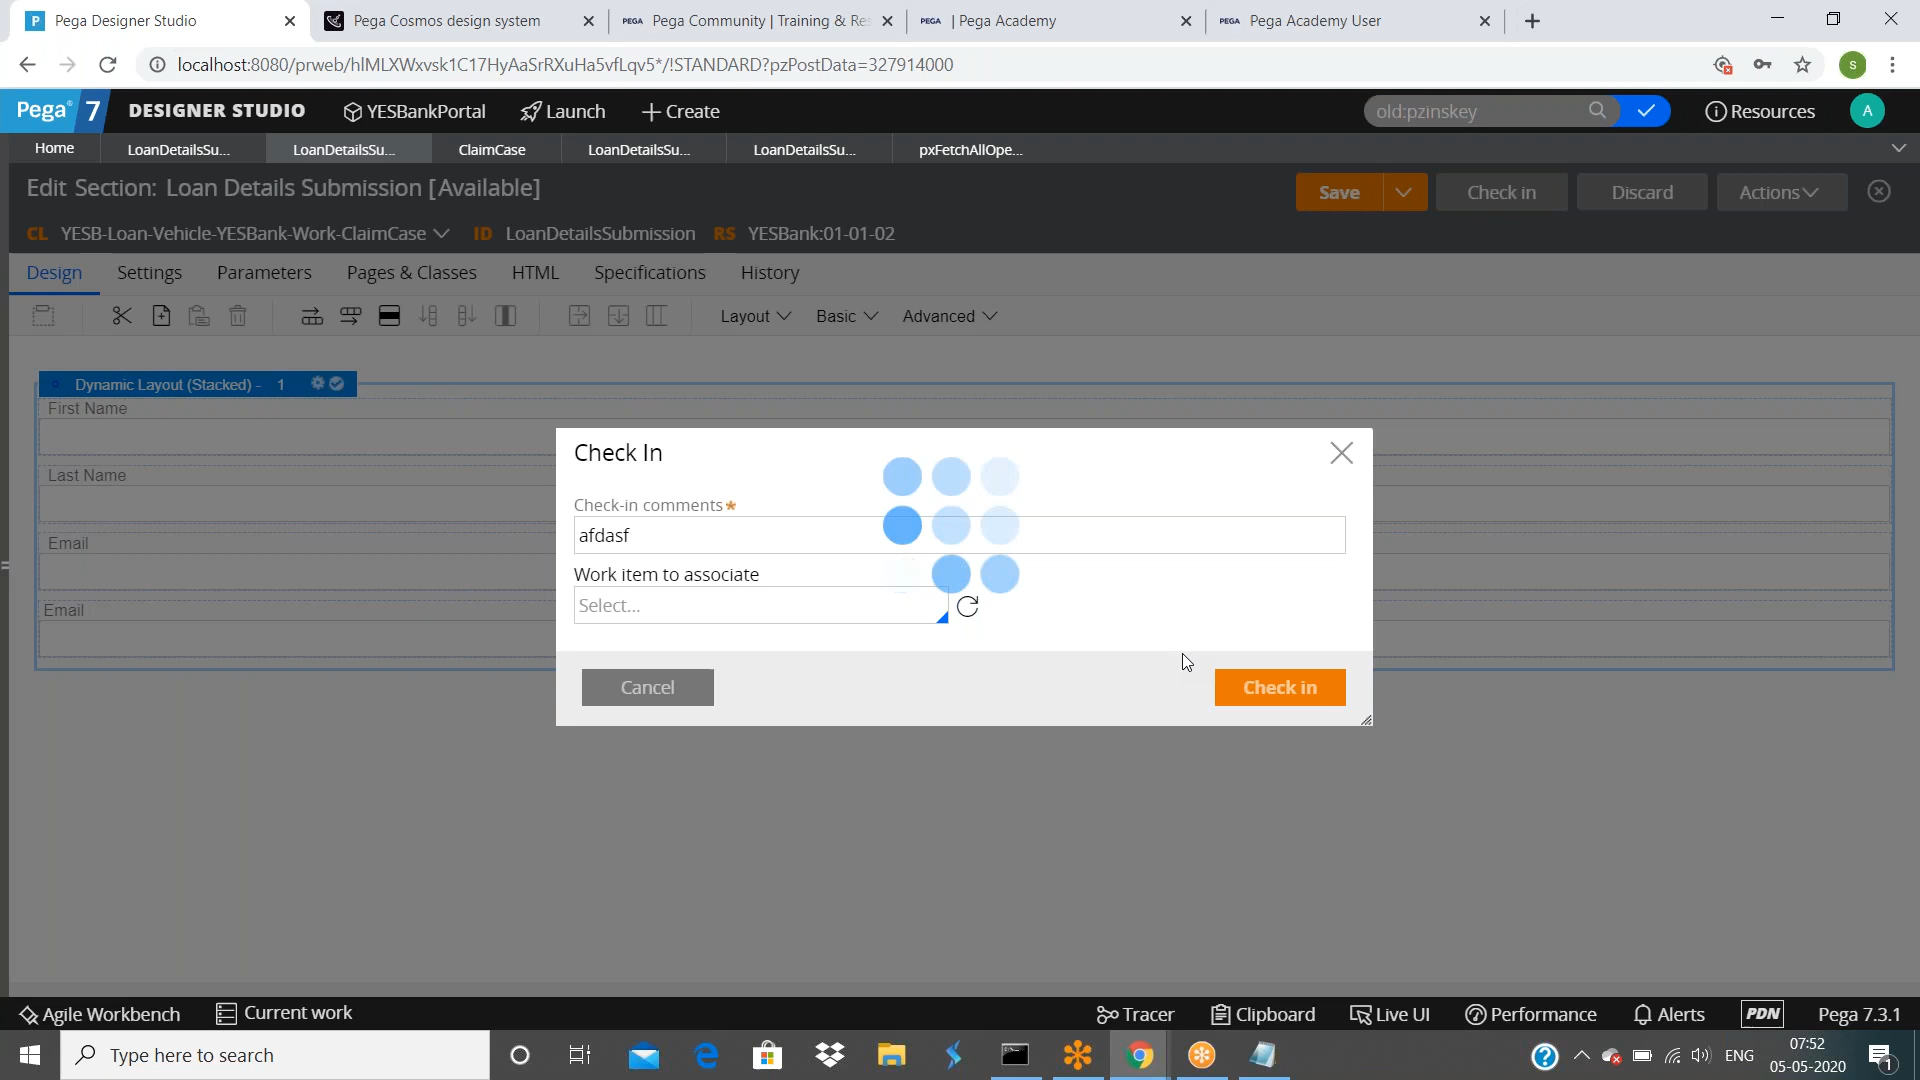 Pega Designer Studio
Pega Cosmos design system
PEGA Pega Community | Training & Res
PEGA | Pega Academy
PEGA Pega Academy User
localhost:8080/prweb/hIMLXWxvsk1C17HyAaSrRXuHa5vfLqv5*/!STANDARD?pzPostData=327914000
s
Pega 7 DESIGNER STUDIO YESBankPortal Launch + Create old:pzinskey Resources A
Home LoanDetailsSu... LoanDetailsSu... ClaimCase LoanDetailsSu... LoanDetailsSu... pxFetchAllOpe...
Edit Section: Loan Details Submission [Available]
Save Check in Discard Actions
CL YESB-Loan-Vehicle-YESBank-Work-ClaimCase ID LoanDetailsSubmission RS YESBank:01-01-02
Design Settings Parameters Pages & Classes HTML Specifications History
Layout Basic Advanced
Dynamic Layout (Stacked) - 1
First Name
Last Name
Email
Email
Check In
Check-in comments*
afdasf
Work item to associate
Select...
Cancel Check in
Agile Workbench Current work Tracer Clipboard Live UI Performance Alerts PDN Pega 7.3.1
Type here to search
ENG
07:52
05-05-2020
1